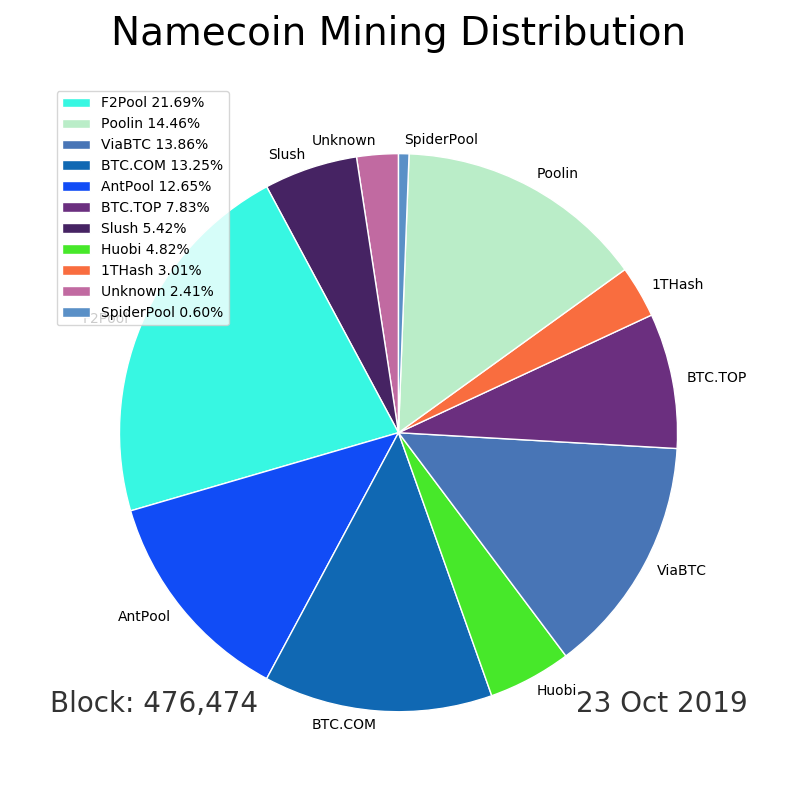 Namecoin Mining Distribution
F2Pool 21.69%
Poolin 14.46%
ViaBTC 13.86%
BTC.COM 13.25%
AntPool 12.65%
BTC.TOP 7.83%
Slush 5.42%
Huobi 4.82%
1THash 3.01%
Unknown 2.41%
SpiderPool 0.60%
Slush
Unknown
SpiderPool
Poolin
1THash
BTC.TOP
ViaBTC
Huobi
BTC.COM
AntPool
F2Pool
Block: 476,474
23 Oct 2019